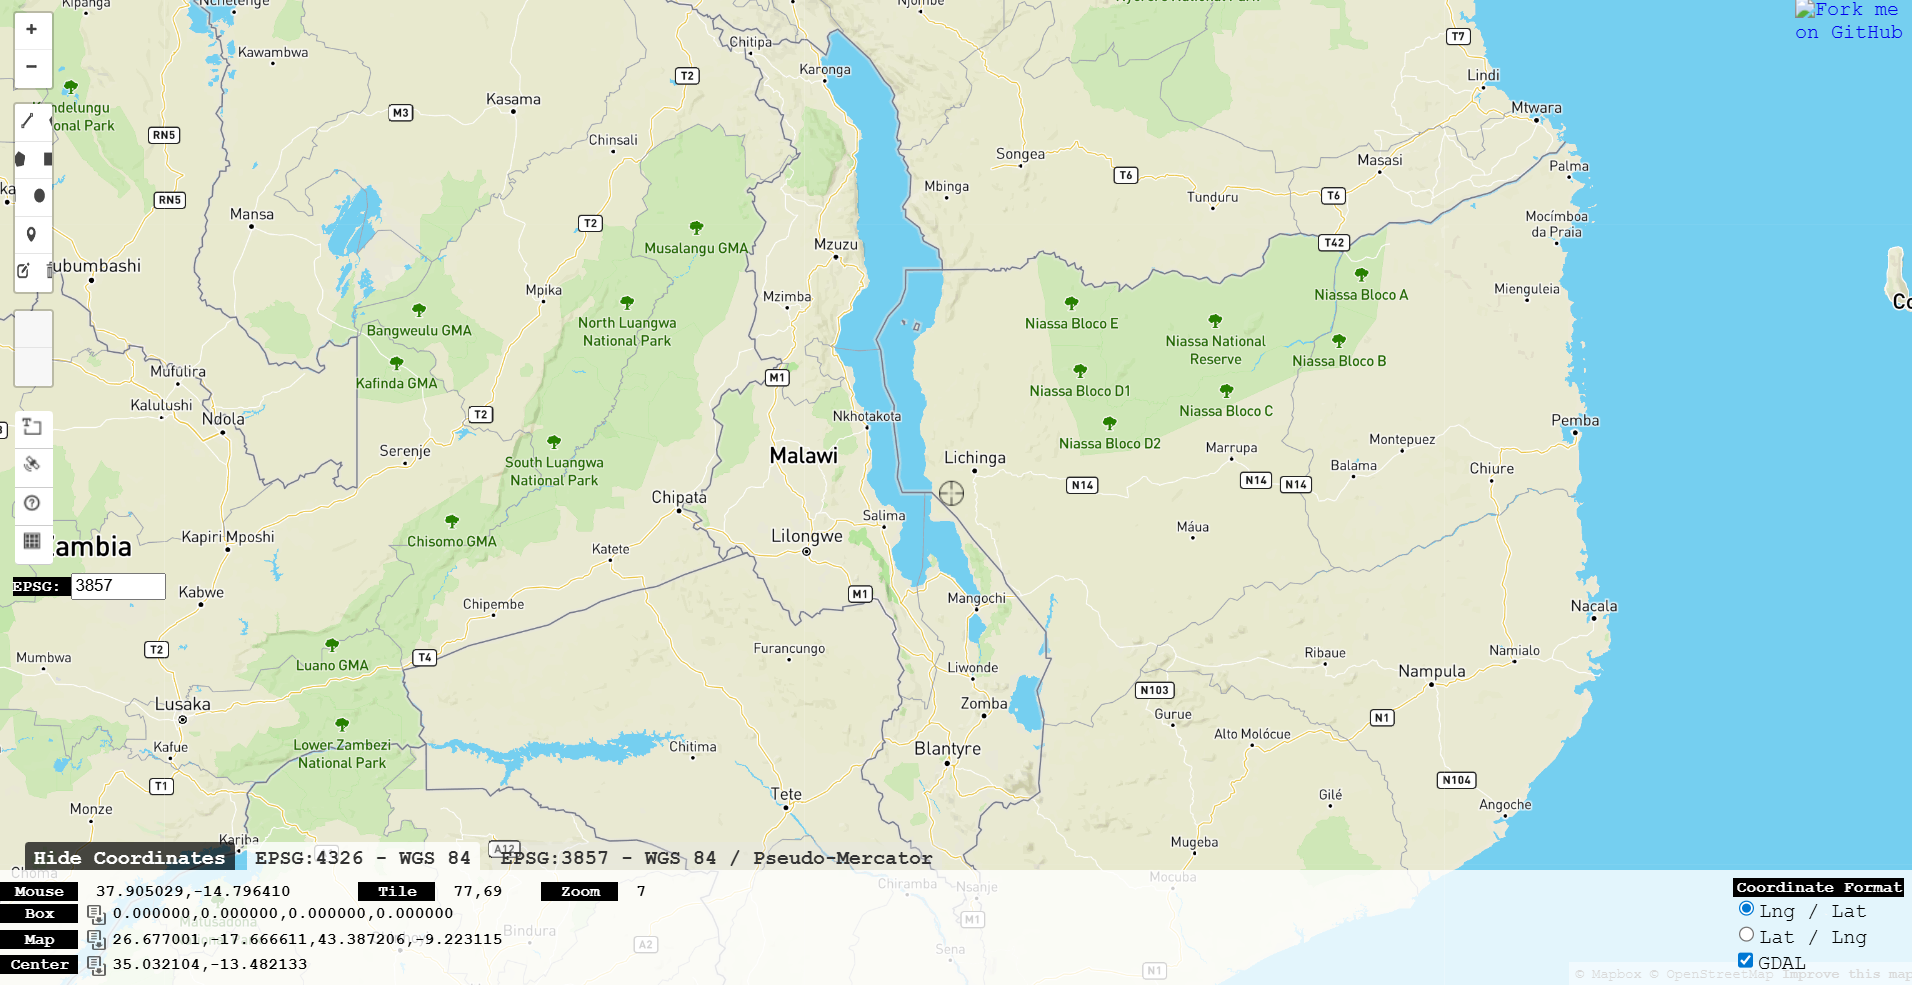 Kipanga
Nchelenge
Njombe
Fork me
on GitHub
+
−
Kawambwa
Chitipa
Karonga
T7
Lindi
Kundelungu
onal Park
M3
Kasama
T2
Mtwara
RN5
Chinsali
Songea
T6
Masasi
Palma
RN5
Mansa
T2
Musalangu GMA
Mbinga
Tunduru
T6
Mocímboa
da Praia
ubumbashi
Mzuzu
T42
Mpika
Mzimba
Niassa Bloco A
Mienguleia
Co
Bangweulu GMA
North Luangwa
National Park
Niassa Bloco E
Niassa National
Reserve
Niassa Bloco B
Mufulira
Kafinda GMA
M1
Niassa Bloco D1
Kalulushi
Ndola
T2
Nkhotakota
Niassa Bloco C
Pemba
Serenje
Malawi
Niassa Bloco D2
Marrupa
Montepuez
South Luangwa
National Park
Lichinga
N14
N14
N14
Balama
Chiure
Chipata
Salima
Máua
Zambia
Kapiri Mposhi
Chisomo GMA
Katete
Lilongwe
EPSG: 3857
Kabwe
Chipembe
M1
Mangochi
Nacala
T2
Mumbwa
Luano GMA
T4
Furancungo
Liwonde
Ribaue
Nampula
Namialo
Lusaka
Zomba
N103
Gurue
N1
Kafue
Lower Zambezi
National Park
Chitima
Blantyre
Alto Molócue
T1
N104
Monze
Tete
Gilé
Angoche
Kariba
A12
Mugeba
Choma
Hide Coordinates
EPSG:4326 - WGS 84
EPSG:3857 - WGS 84 / Pseudo-Mercator
Mouse 37.905029,-14.796410 Tile 77,69 Zoom 7
Chiramba
Nsanje
Mocuba
Coordinate Format
Box 0.000000,0.000000,0.000000,0.000000
Lng / Lat
Matusadona
M1
Bindura
Map 26.677001,-17.666611,43.387206,-9.223115
A2
Sena
Lat / Lng
Center 35.032104,-13.482133
N1
GDAL
© Mapbox © OpenStreetMap Improve this map